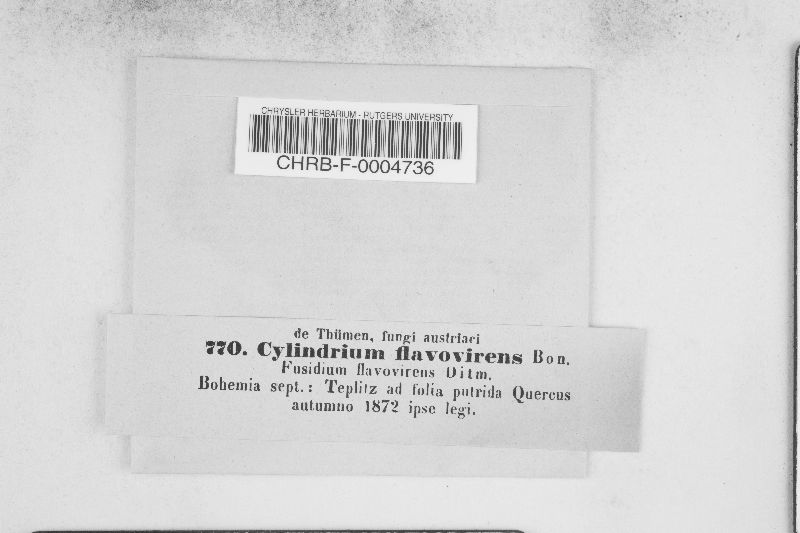 CHRYSLER HERBARIUM - RUTGERS UNIVERSITY
CHRB-F-0004736
de Thümen, fungi austriaci
770. Cylindrium flavovirens Bon.
Fusidium flavovirens Ditm.
Bohemia sept.: Teplitz ad folia putrida Quercus
autumno 1872 ipse legi.